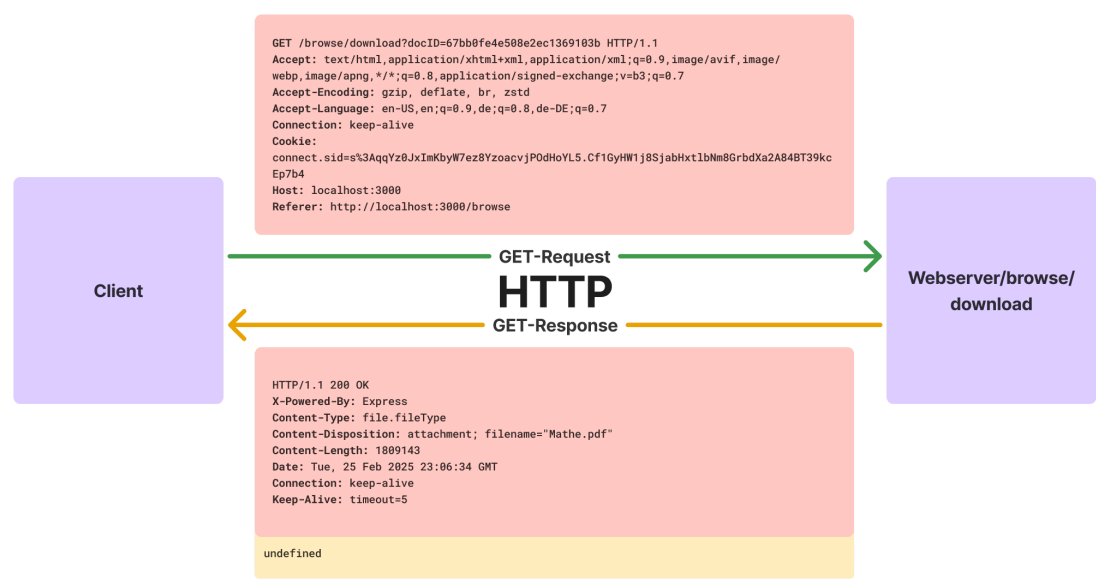 GET /browse/download?docID=67bb0fe4e508e2ec1369103b HTTP/1.1
Accept: text/html,application/xhtml+xml,application/xml;q=0.9,image/avif,image/
webp,image/apng,*/*;q=0.8,application/signed-exchange;v=b3;q=0.7
Accept-Encoding: gzip, deflate, br, zstd
Accept-Language: en-US,en;q=0.9,de;q=0.8,de-DE;q=0.7
Connection: keep-alive
Cookie:
connect.sid=s%3AqqYz0JxImKbyW7ez8YzoacvjPOdHoYL5.Cf1GyHW1j8SjabHxtlbNm8GrbdXa2A84BT39kc
Ep7b4
Host: localhost:3000
Referer: http://localhost:3000/browse
GET-Request
Client
HTTP
Webserver/browse/
download
GET-Response
HTTP/1.1 200 OK
X-Powered-By: Express
Content-Type: file.fileType
Content-Disposition: attachment; filename="Mathe.pdf"
Content-Length: 1809143
Date: Tue, 25 Feb 2025 23:06:34 GMT
Connection: keep-alive
Keep-Alive: timeout=5
undefined